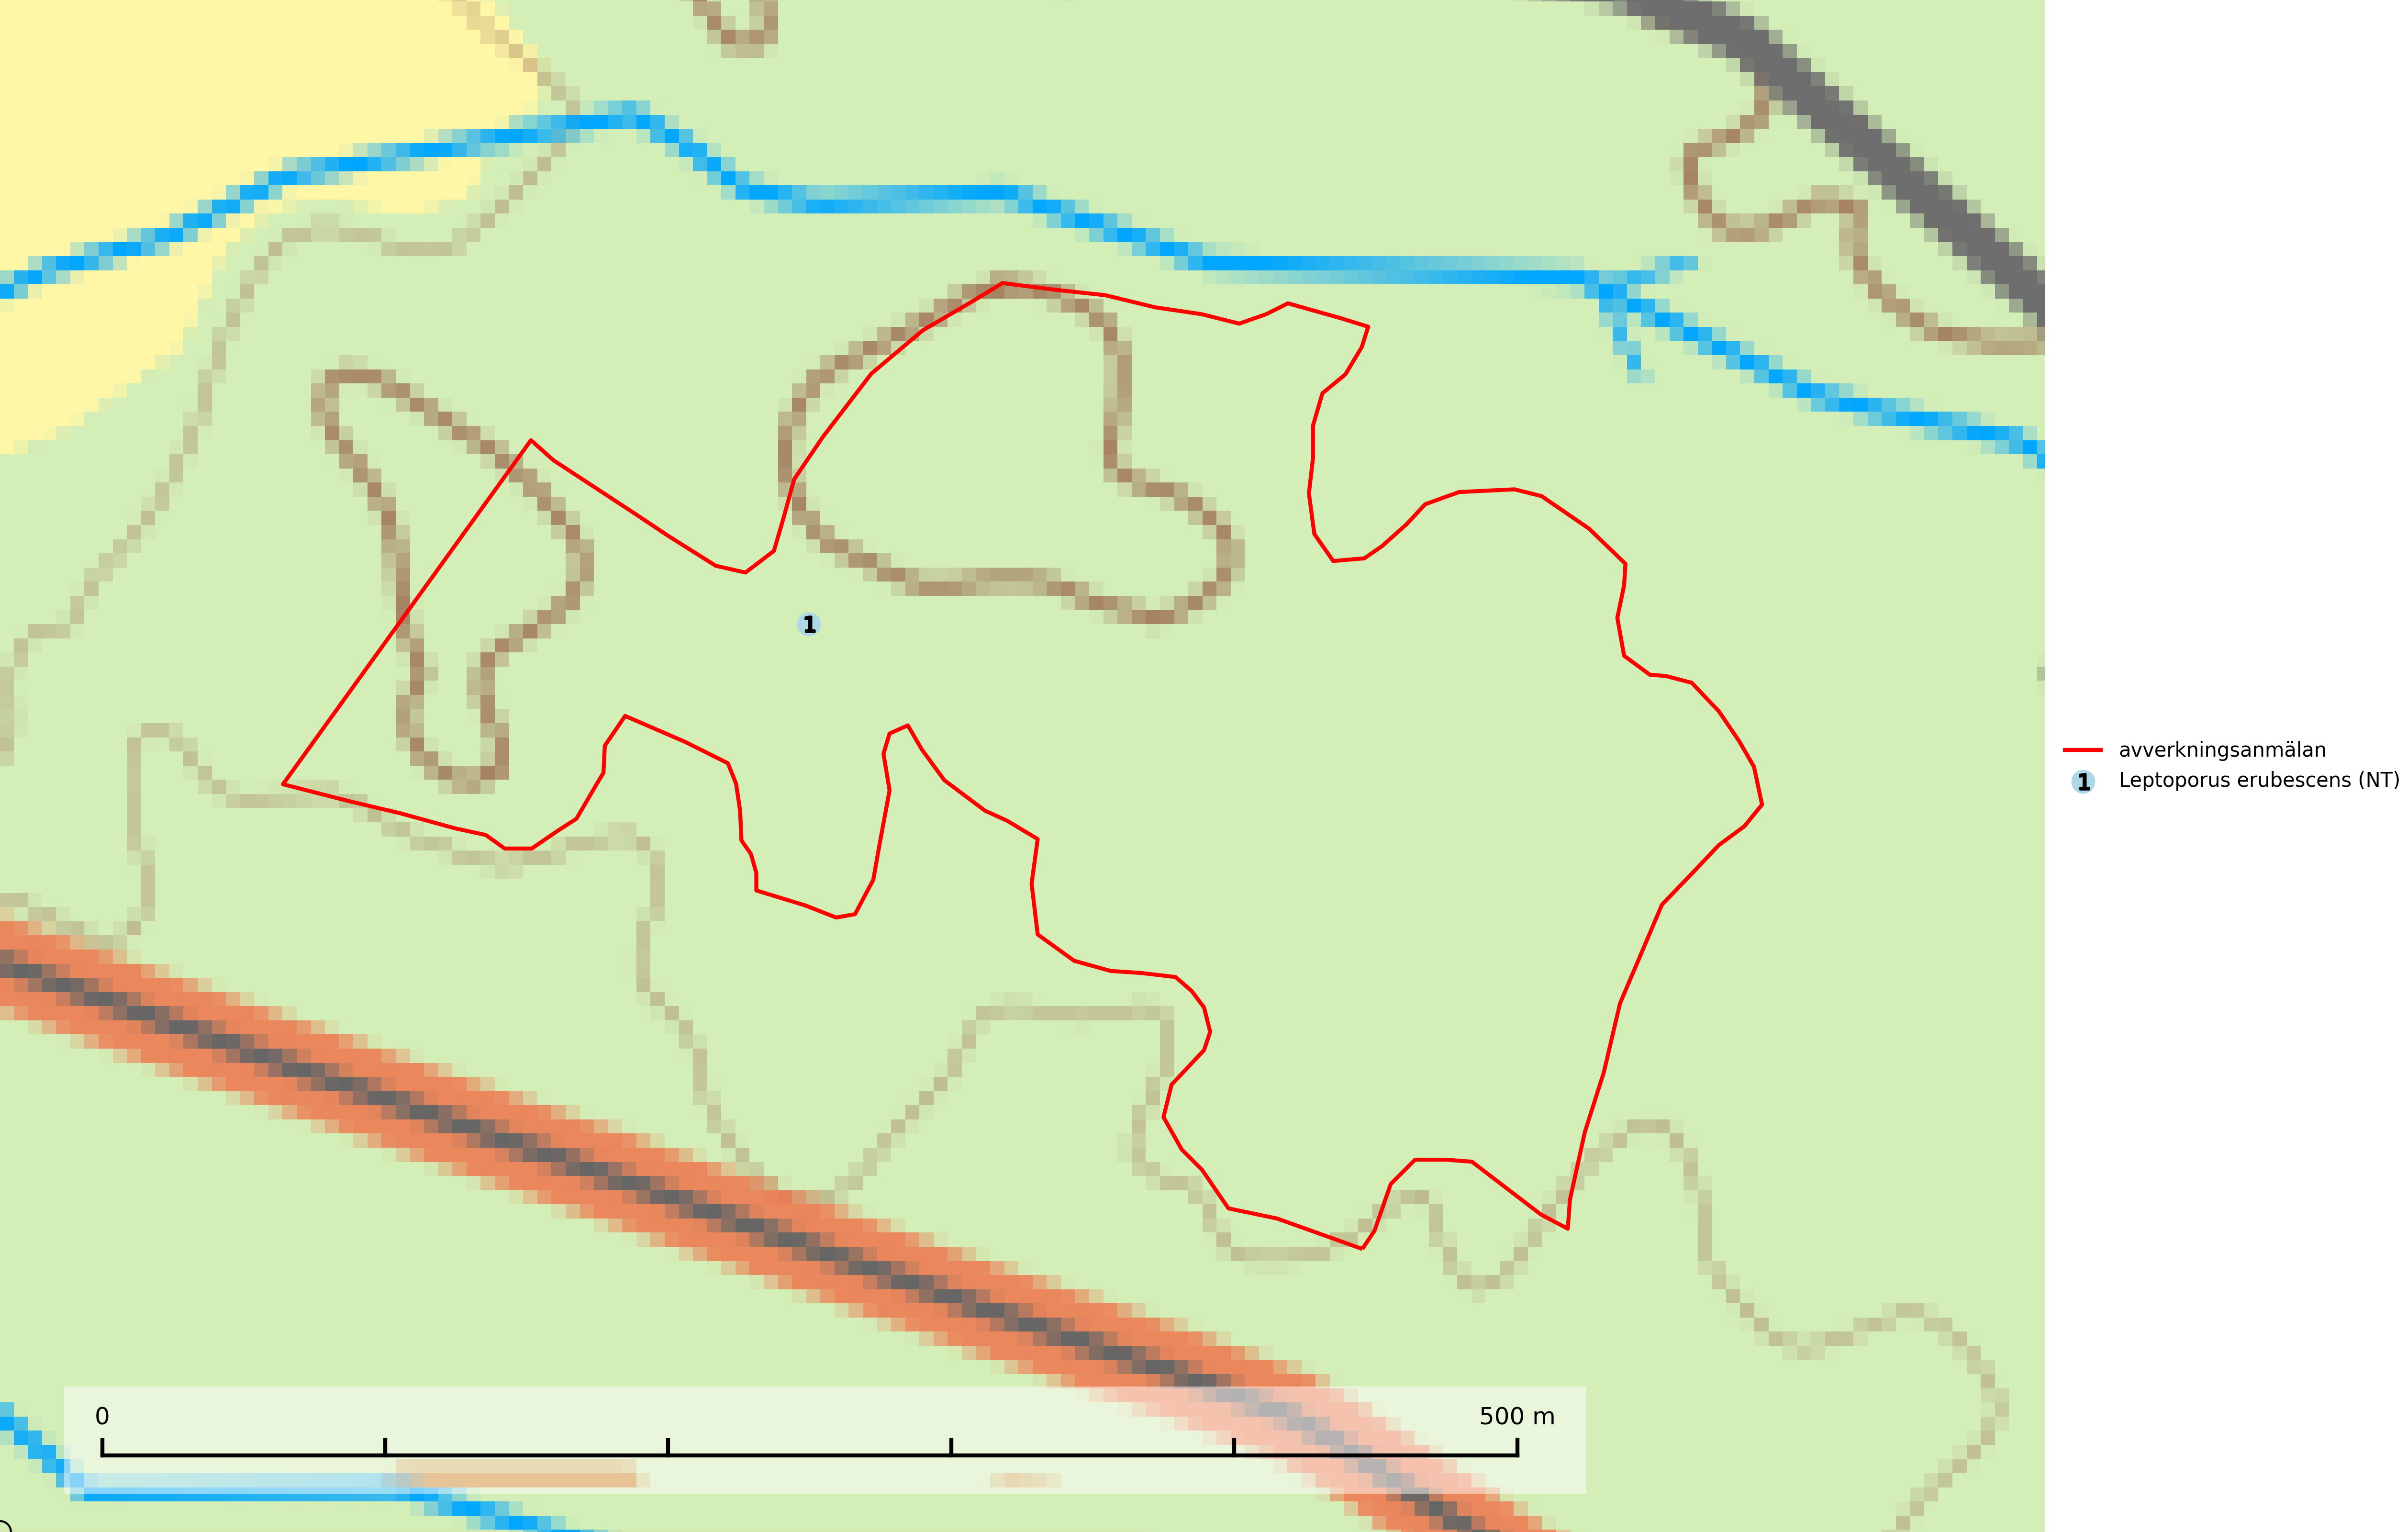 1
avverkningsanmälan
1 Leptoporus erubescens (NT)
0 500 m